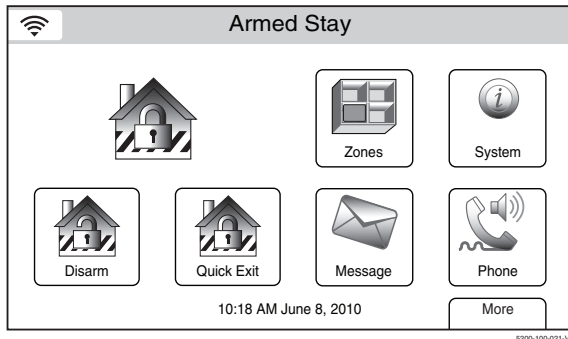 Armed Stay
Zones
System
Disarm
Quick Exit
Message
Phone
10:18 AM June 8, 2010
More